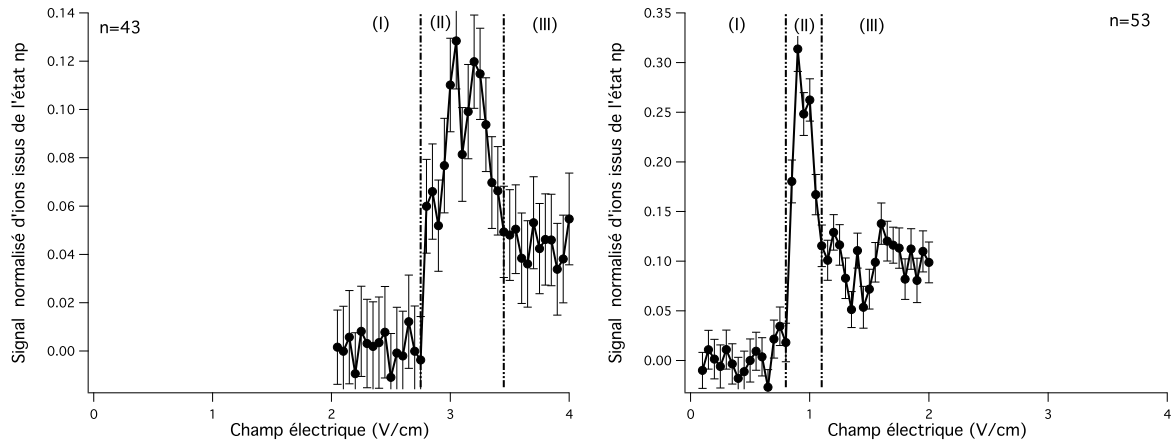 n=43
(I)
(II)
(III)
0.14
0.12
0.10
0.08
0.06
0.04
0.02
0.00
Signal normalisé d'ions issus de l'état np
0
1
2
3
4
Champ électrique (V/cm)
n=53
(I)
(II)
(III)
0.35
0.30
0.25
0.20
0.15
0.10
0.05
0.00
Signal normalisé d'ions issus de l'état np
0
1
2
3
4
Champ électrique (V/cm)